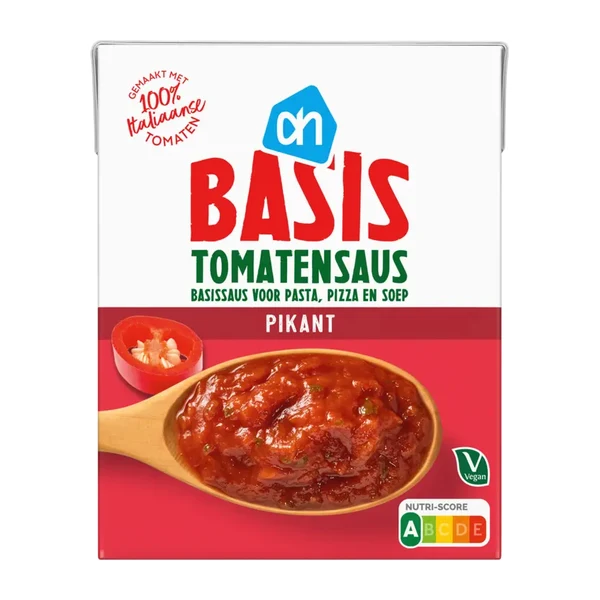 GEMAAKT MET
100%
Italiaanse
TOMATEN
ah
BASIS
TOMATENSAUS
BASISSAUS VOOR PASTA, PIZZA EN SOEP
PIKANT
V
Vegan
NUTRI-SCORE
A B C D E